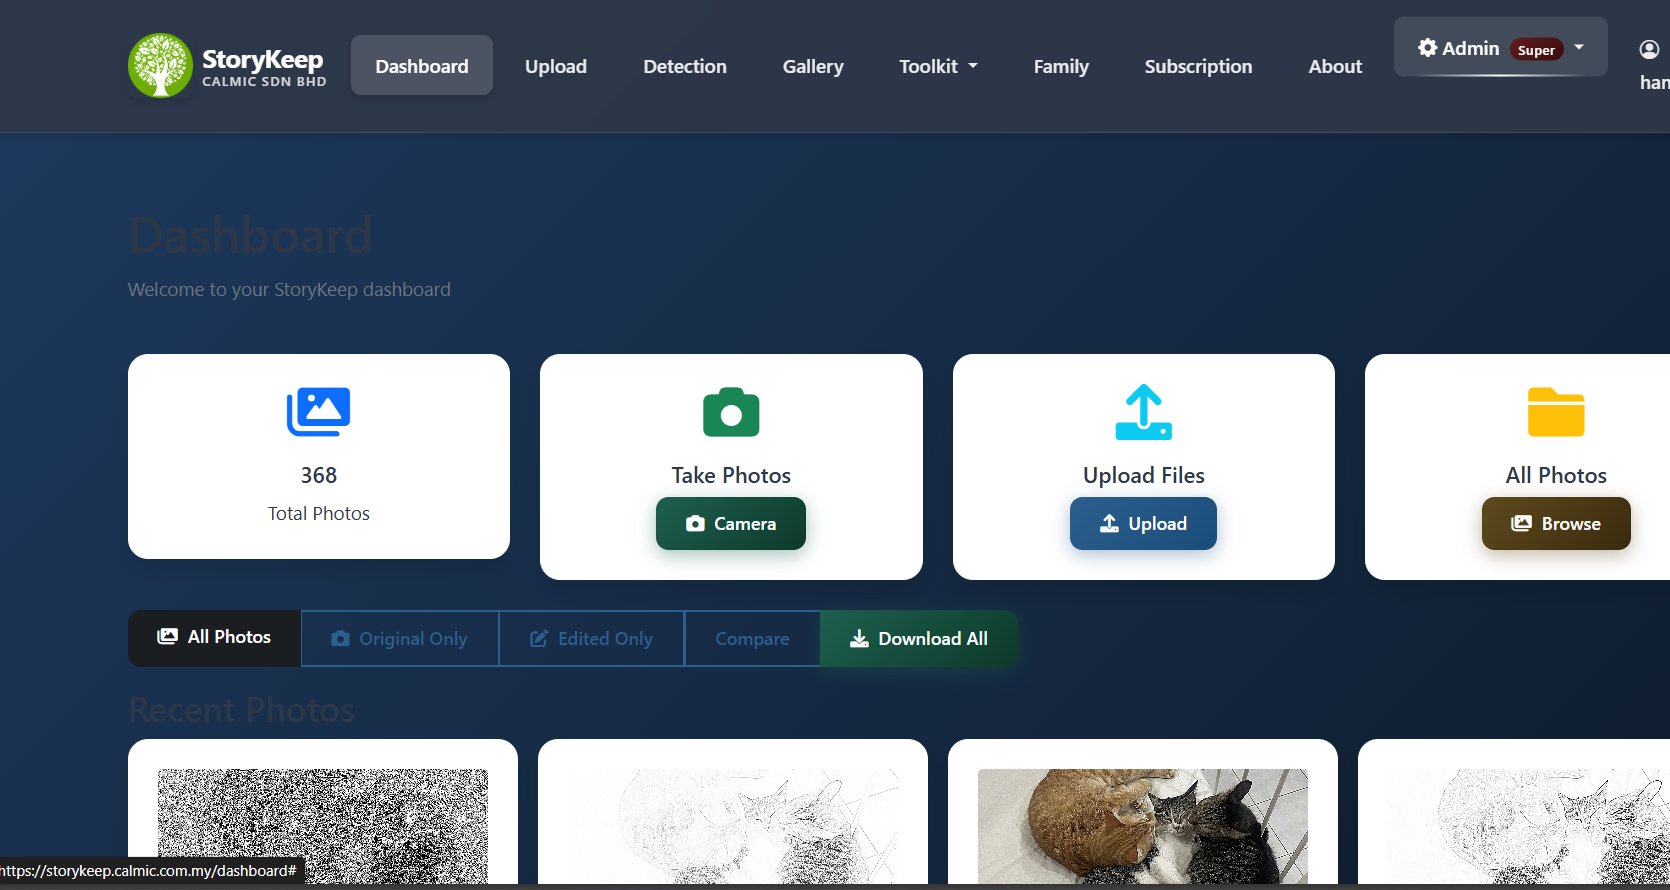 StoryKeep
CALMIC SDN BHD
Dashboard
Upload
Detection
Gallery
Toolkit
Family
Subscription
About
Admin Super
han
Dashboard
Welcome to your StoryKeep dashboard
368
Total Photos
Take Photos
Camera
Upload Files
Upload
All Photos
Browse
All Photos
Original Only
Edited Only
Compare
Download All
Recent Photos
https://storykeep.calmic.com.my/dashboard#